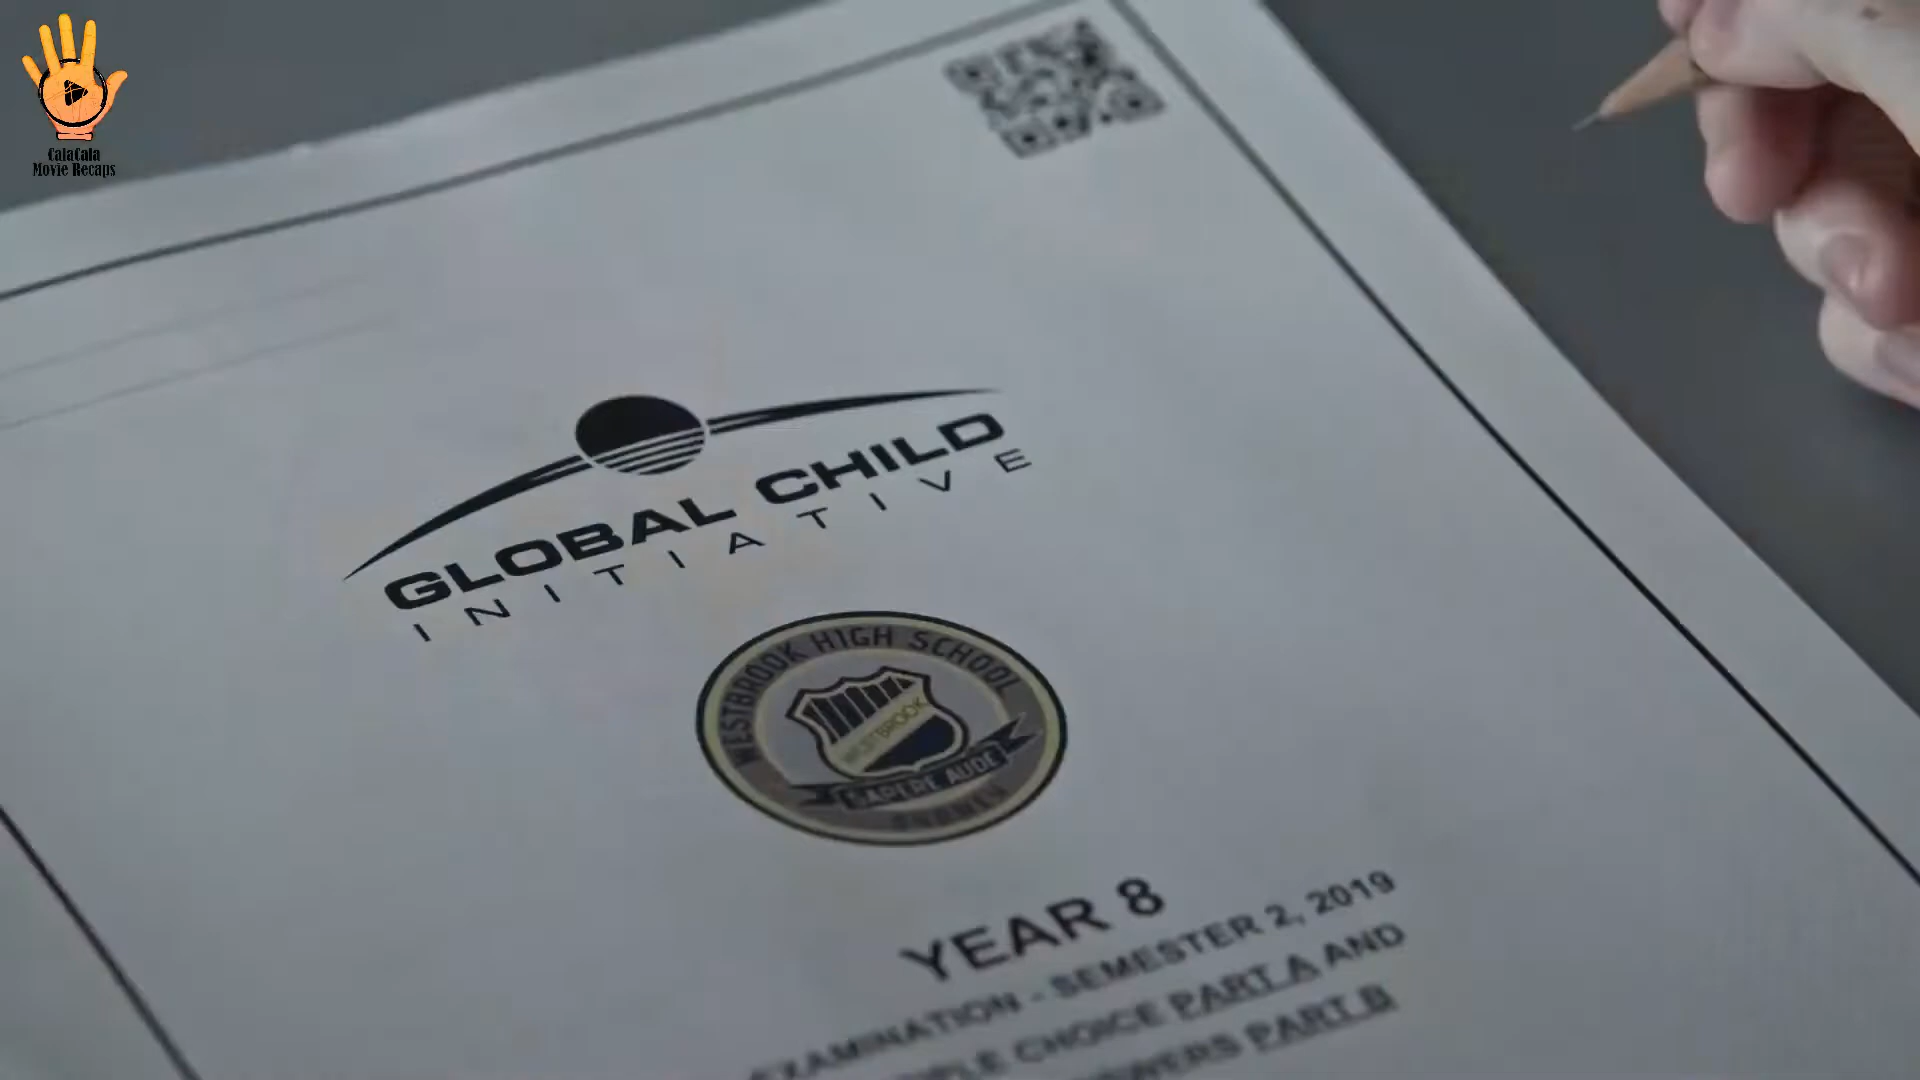 CalaCala
Movie Recaps
GLOBAL CHILD
INITIATIVE
WESTBROOK HIGH SCHOOL
WESTBROOK
SAPERE AUDE
SYDNEY
YEAR 8
EXAMINATION - SEMESTER 2, 2019
CHOICE PART A AND
PART B